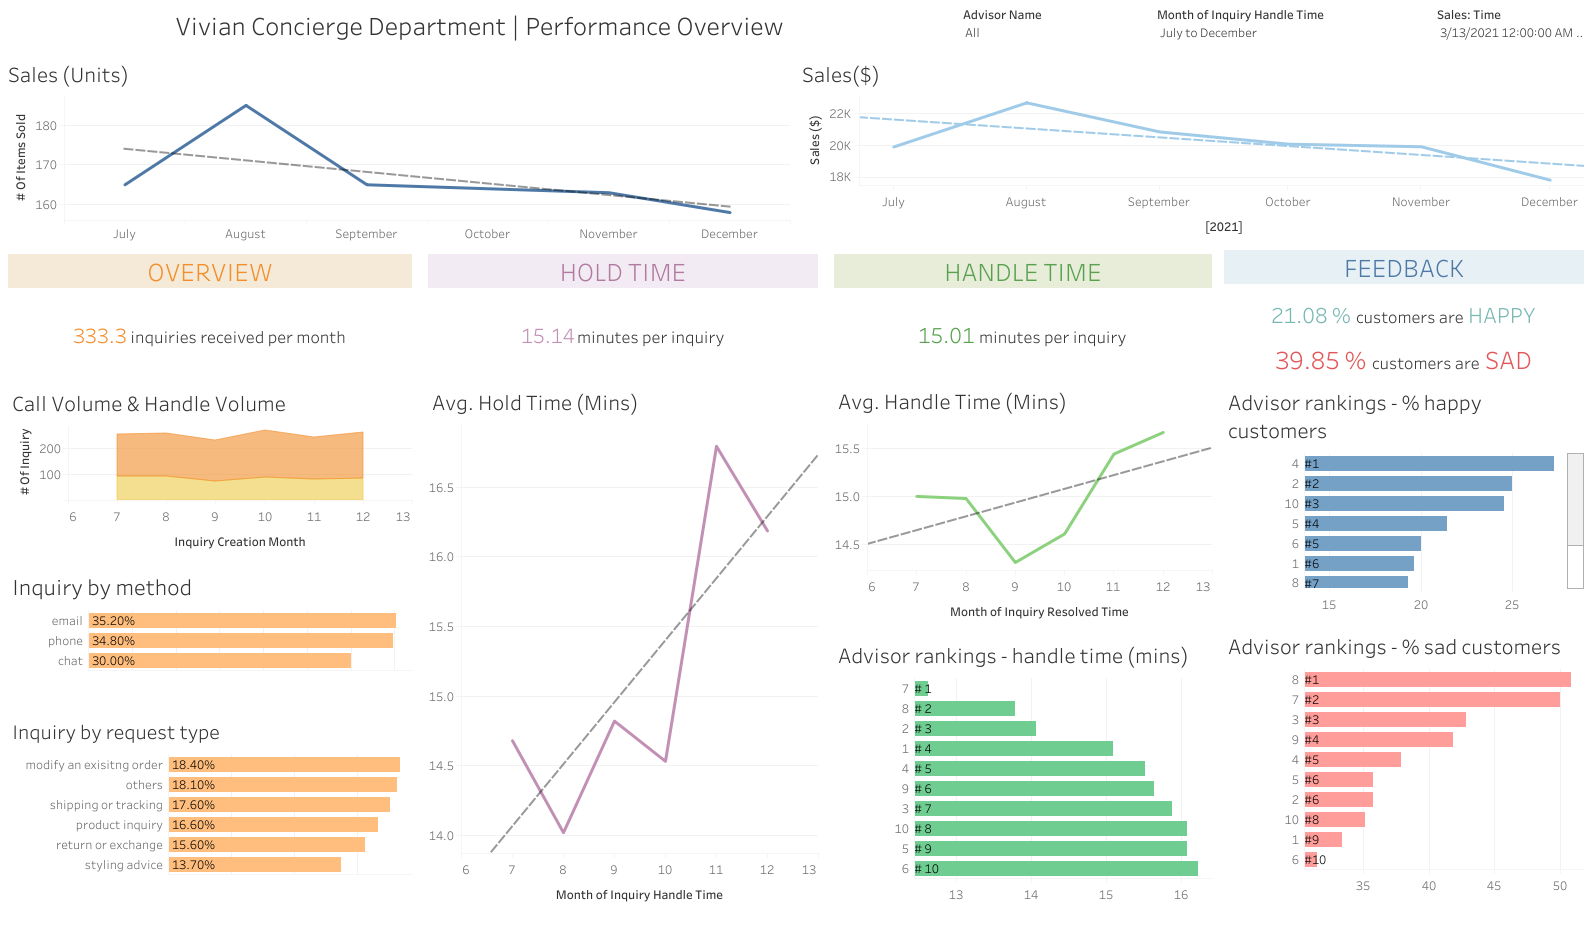 Vivian Concierge Department | Performance Overview
Advisor Name
All
Month of Inquiry Handle Time
July to December
Sales: Time
3/13/2021 12:00:00 AM ..
Sales (Units)
# Of Items Sold
180
170
160
July August September October November December
Sales($)
Sales ($)
22K
20K
18K
July August September October November December
[2021]
OVERVIEW
333.3 inquiries received per month
Call Volume & Handle Volume
# Of Inquiry
200
100
6 7 8 9 10 11 12 13
Inquiry Creation Month
Inquiry by method
email 35.20%
phone 34.80%
chat 30.00%
Inquiry by request type
modify an exisitng order 18.40%
others 18.10%
shipping or tracking 17.60%
product inquiry 16.60%
return or exchange 15.60%
styling advice 13.70%
HOLD TIME
15.14 minutes per inquiry
Avg. Hold Time (Mins)
16.5
16.0
15.5
15.0
14.5
14.0
6 7 8 9 10 11 12 13
Month of Inquiry Handle Time
HANDLE TIME
15.01 minutes per inquiry
Avg. Handle Time (Mins)
15.5
15.0
14.5
6 7 8 9 10 11 12 13
Month of Inquiry Resolved Time
Advisor rankings - handle time (mins)
7 # 1
8 # 2
2 # 3
1 # 4
4 # 5
9 # 6
3 # 7
10 # 8
5 # 9
6 # 10
13 14 15 16
FEEDBACK
21.08 % customers are HAPPY
39.85 % customers are SAD
Advisor rankings - % happy
customers
4 #1
2 #2
10 #3
5 #4
6 #5
1 #6
8 #7
15 20 25
Advisor rankings - % sad customers
8 #1
7 #2
3 #3
9 #4
4 #5
5 #6
2 #6
10 #8
1 #9
6 #10
35 40 45 50